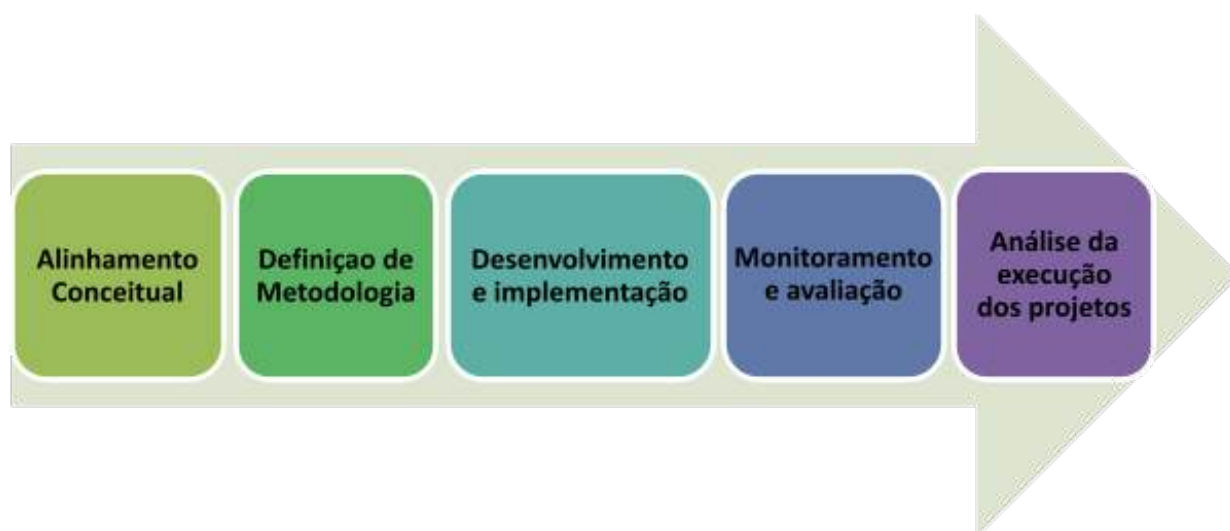 Alinhamento
Conceitual
Definiçao de
Metodologia
Desenvolvimento
e implementação
Monitoramento
e avaliação
Análise da
execução
dos projetos